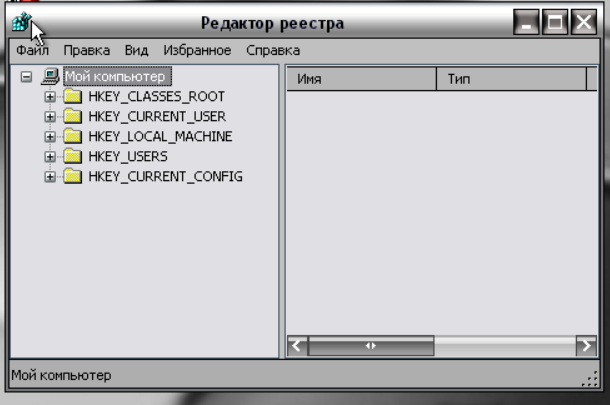 Редактор реестра
Файл Правка Вид Избранное Справка
Мой компьютер
HKEY_CLASSES_ROOT
HKEY_CURRENT_USER
HKEY_LOCAL_MACHINE
HKEY_USERS
HKEY_CURRENT_CONFIG
Имя Тип
Мой компьютер